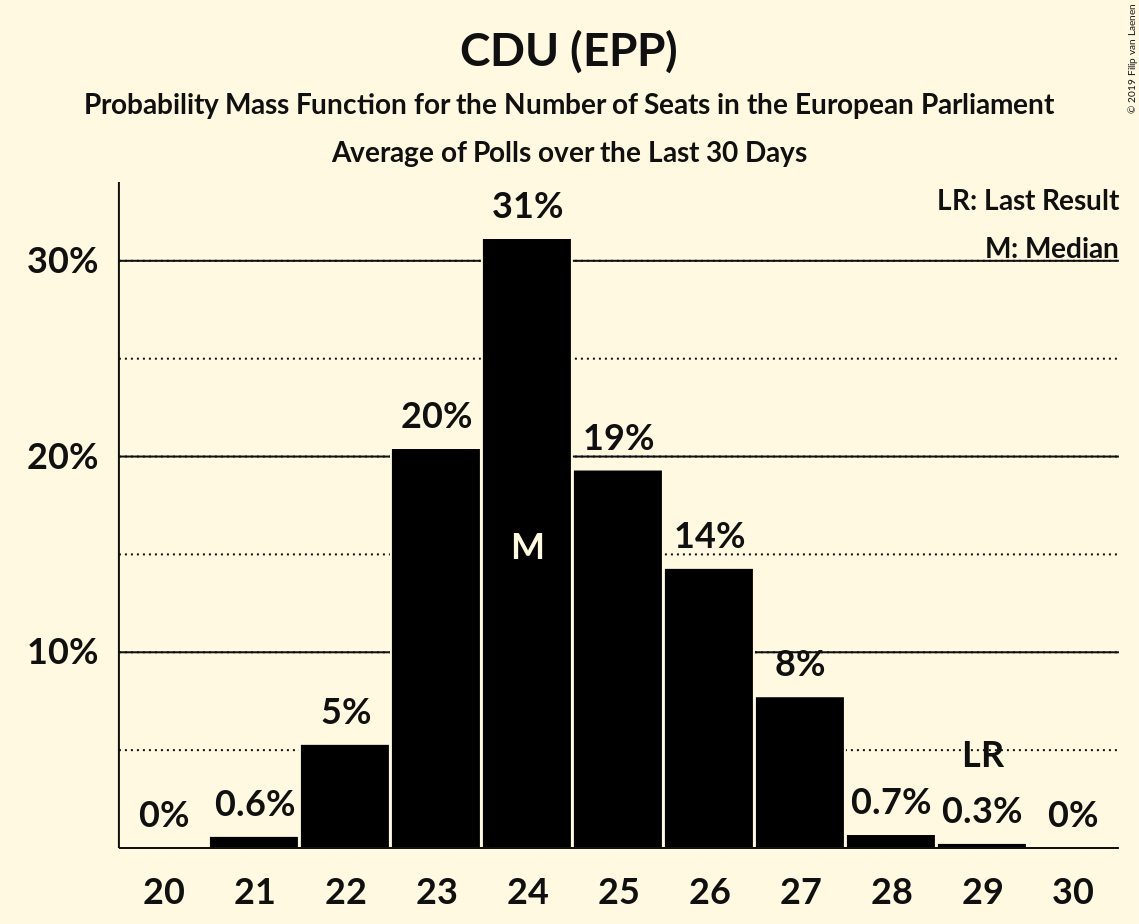 CDU (EPP)
Probability Mass Function for the Number of Seats in the European Parliament
Average of Polls over the Last 30 Days
© 2019 Filip van Laenen
LR: Last Result
M: Median
31%
30%
20%
19%
20%
M
14%
10%
8%
5%
LR
0%
0.6%
0.7%
0.3%
0%
20 21 22 23 24 25 26 27 28 29 30